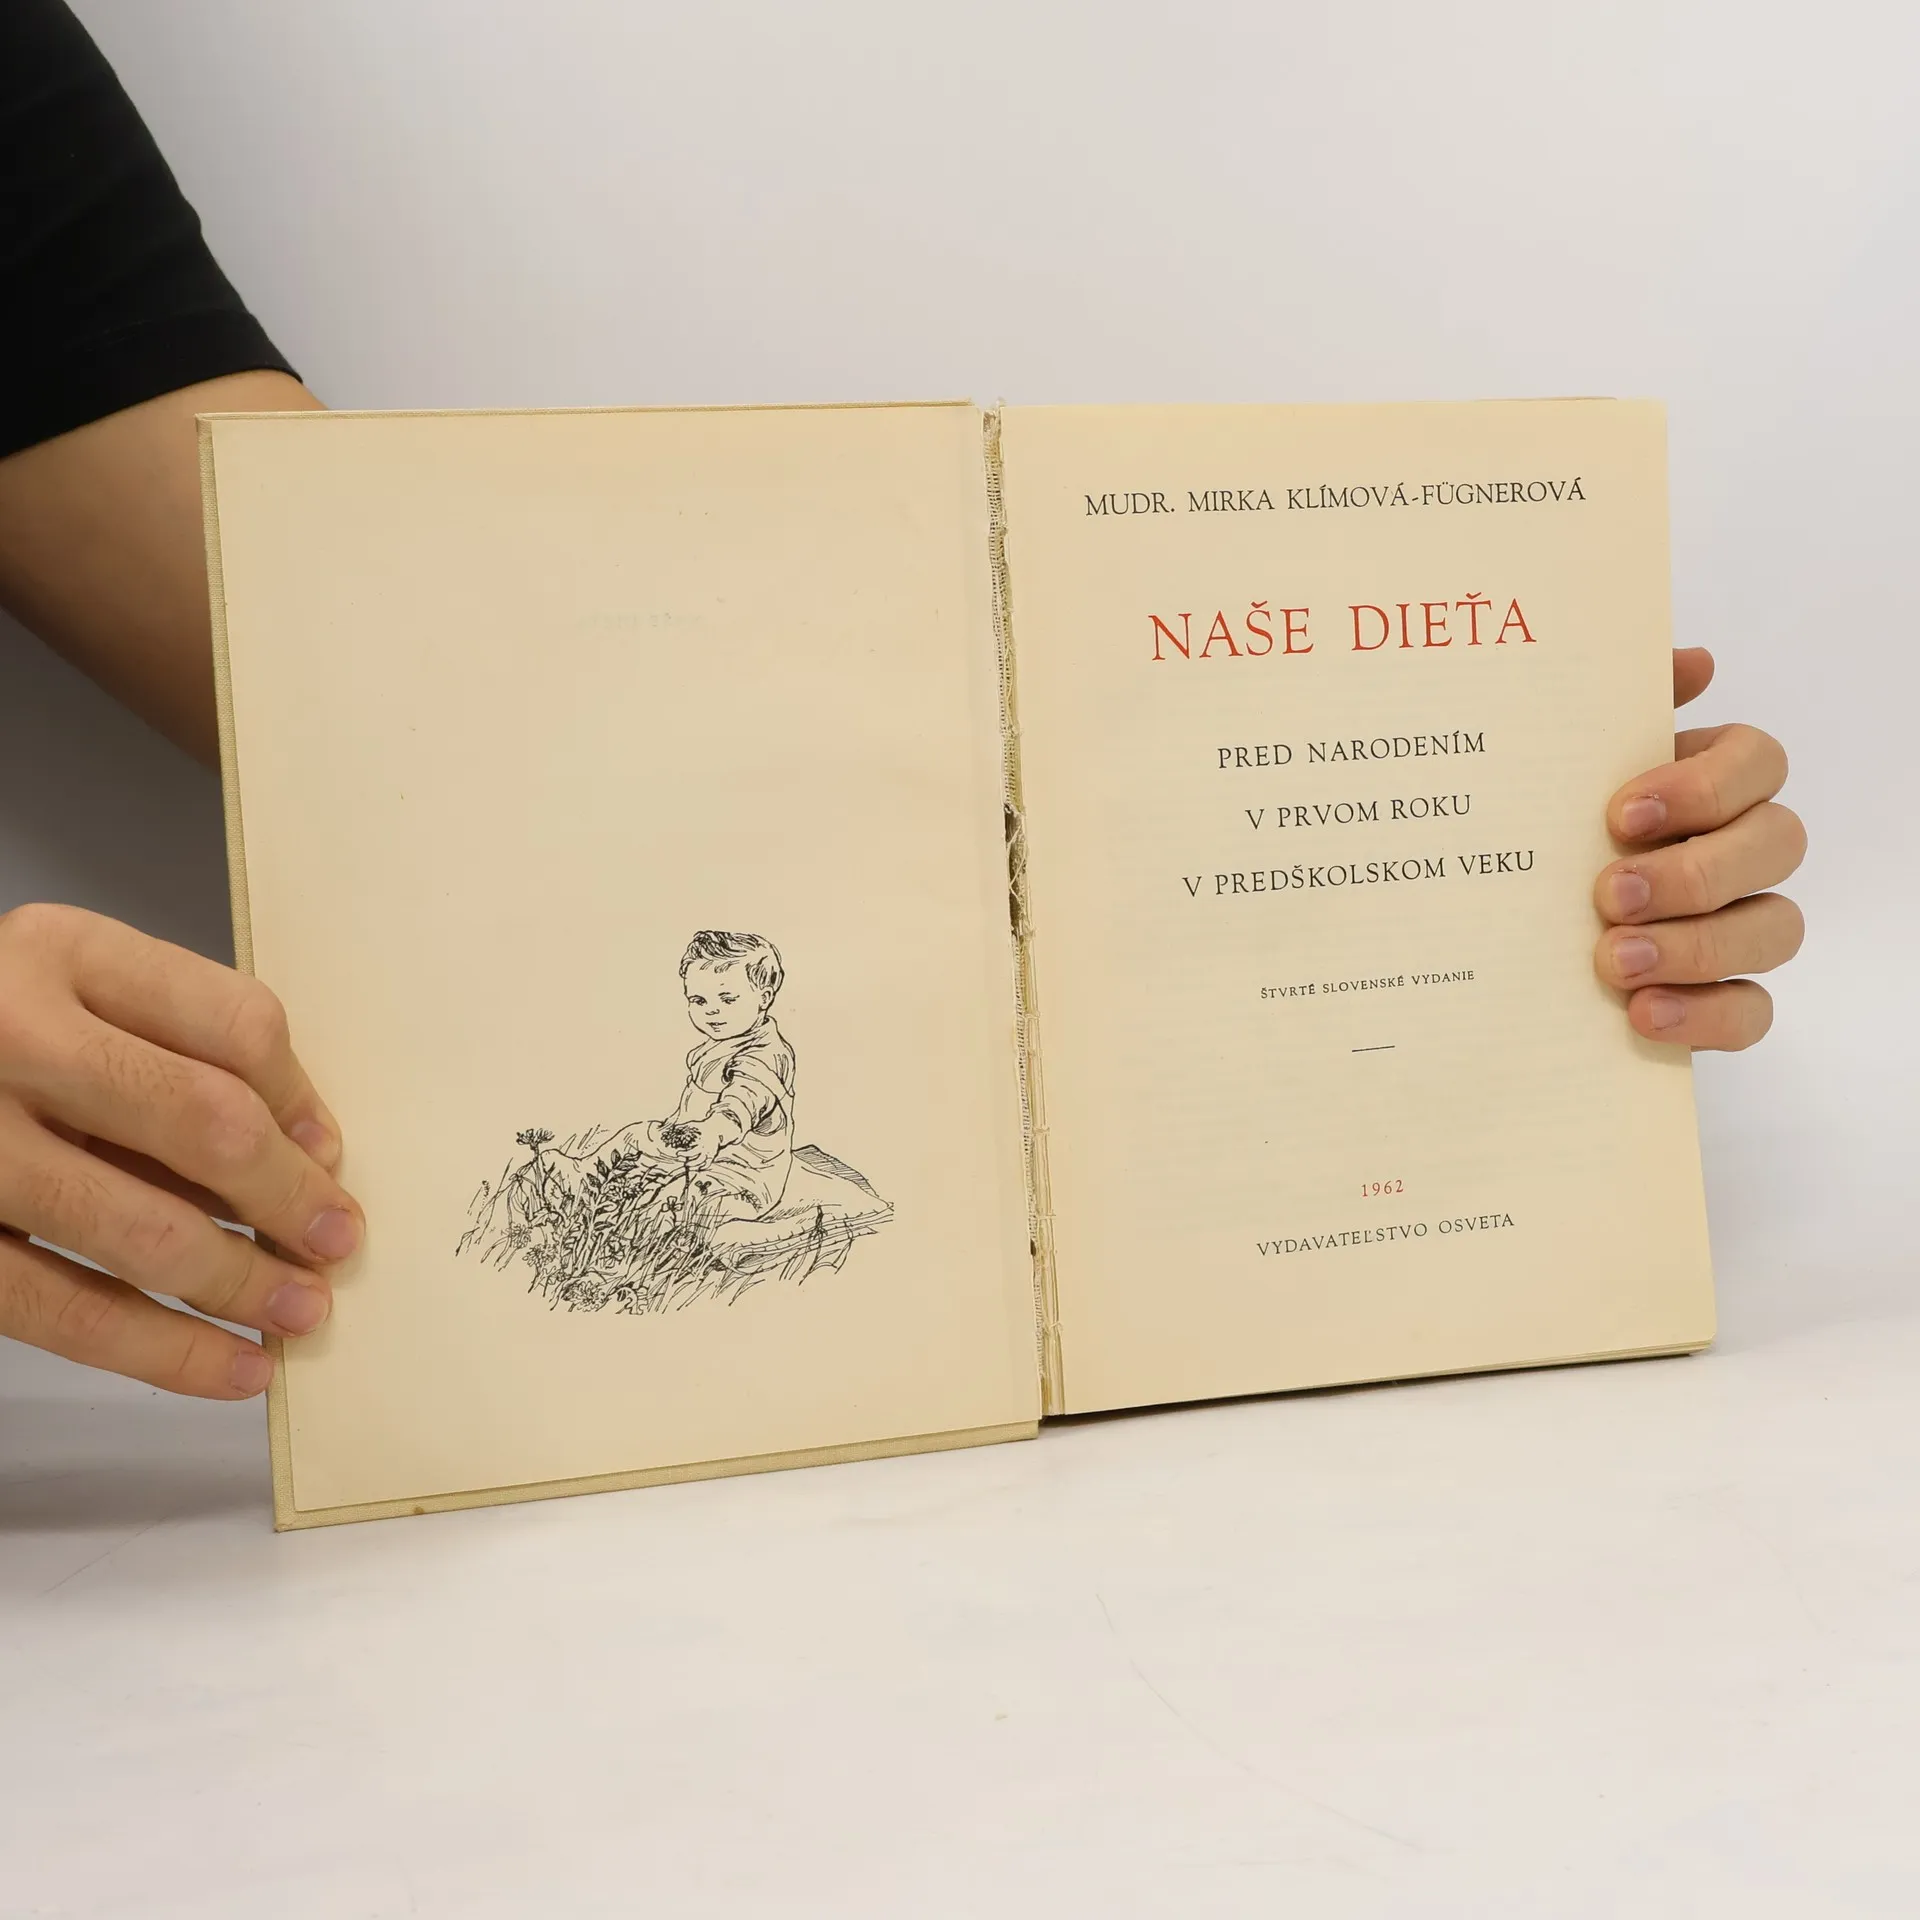 MUDR. MIRKA KLÍMOVÁ-FÜGNEROVÁ
NAŠE DIEŤA
PRED NARODENÍM
V PRVOM ROKU
V PREDŠKOLSKOM VEKU
ŠTVRTÉ SLOVENSKÉ VYDANIE
1962
VYDAVATEĽSTVO OSVETA